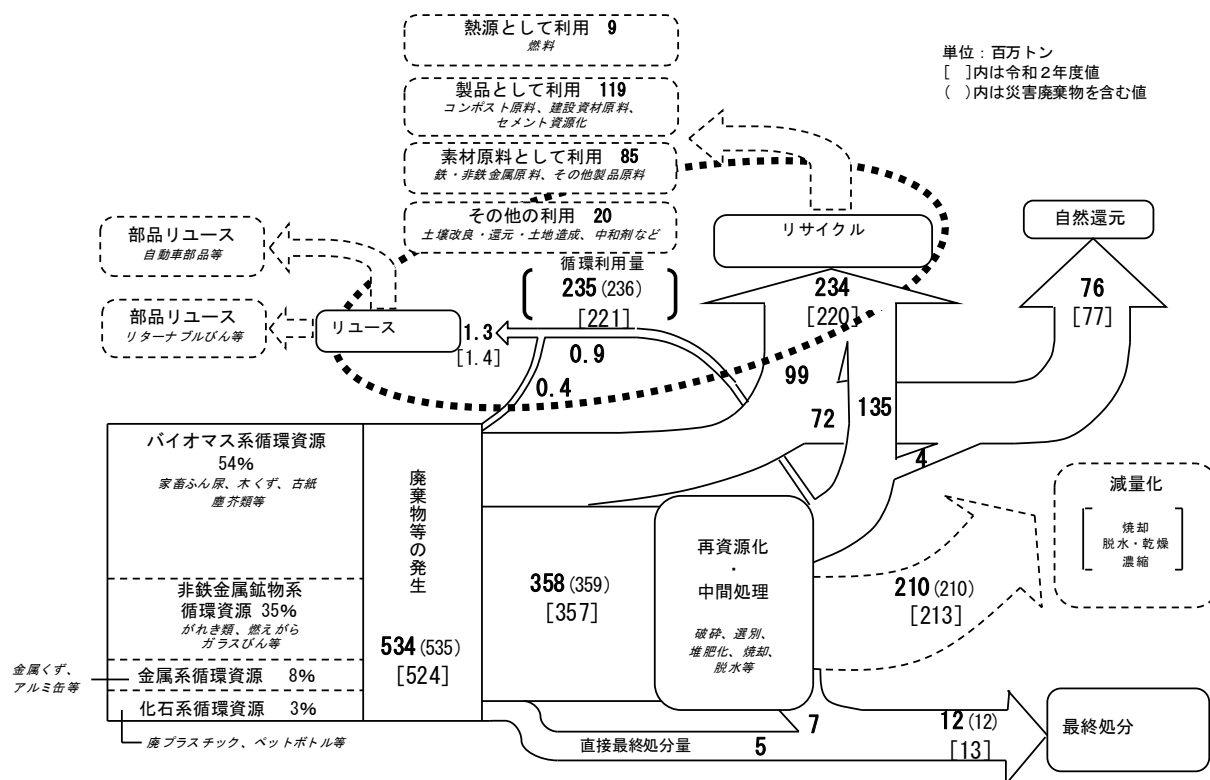 熱源として利用 9
燃料
単位：百万トン
[ ]内は令和２年度値
( )内は災害廃棄物を含む値
製品として利用 119
コンポスト原料、建設資材原料、
セメント資源化
素材原料として利用 85
鉄・非鉄金属原料、その他製品原料
その他の利用 20
土壌改良・還元・土地造成、中和剤など
リサイクル
自然還元
部品リユース
自動車部品等
循環利用量
235(236)
[221]
234
[220]
76
[77]
部品リユース
リターナブルびん等
リユース
1.3
[1.4]
0.9
0.4
99
72
135
4
バイオマス系循環資源
54%
家畜ふん尿、木くず、古紙
塵芥類等
非鉄金属鉱物系
循環資源 35%
がれき類、燃えがら
ガラスびん等
金属くず、
アルミ缶等
金属系循環資源 8%
化石系循環資源 3%
廃プラスチック、ペットボトル等
廃棄物等の発生
534(535)
[524]
358(359)
[357]
再資源化
・
中間処理
破砕、選別、
堆肥化、焼却、
脱水等
減量化
焼却
脱水・乾燥
濃縮
210(210)
[213]
7
直接最終処分量 5
12(12)
[13]
最終処分